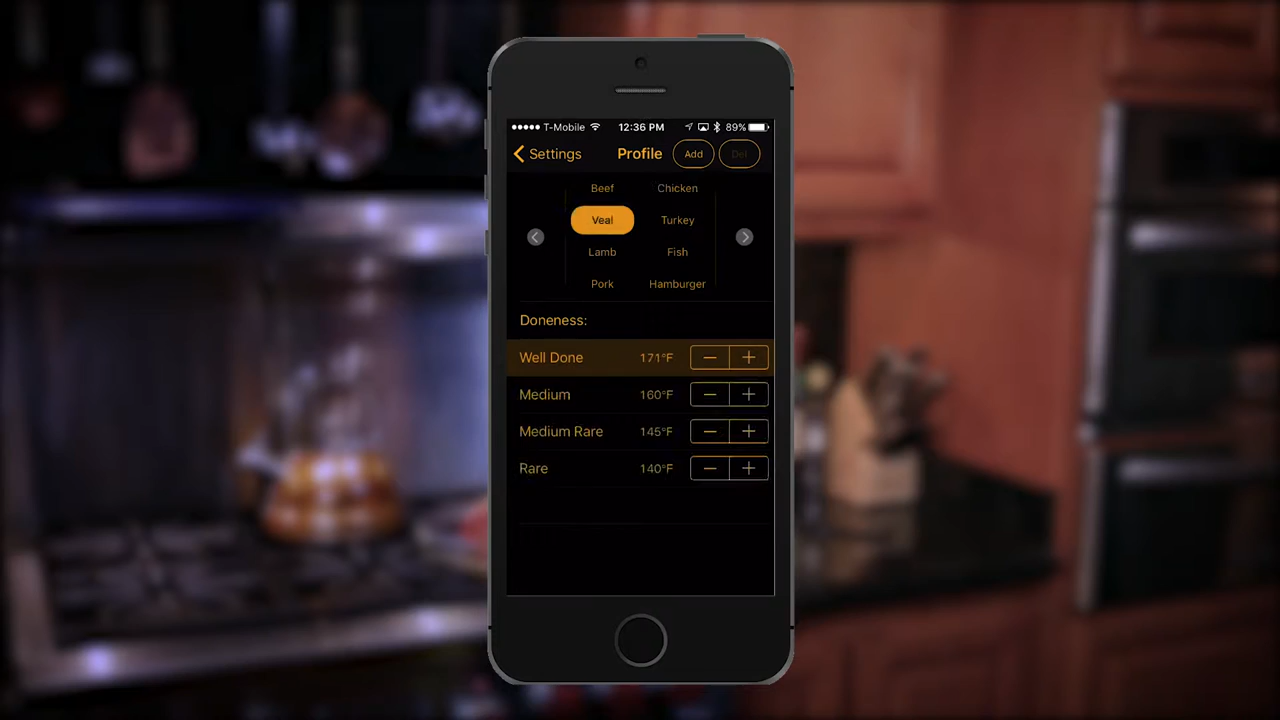 T-Mobile 12:36 PM 89%
Settings Profile Add Del
Beef Chicken
Veal Turkey
Lamb Fish
Pork Hamburger
Doneness:
Well Done 171°F − +
Medium 160°F − +
Medium Rare 145°F − +
Rare 140°F − +